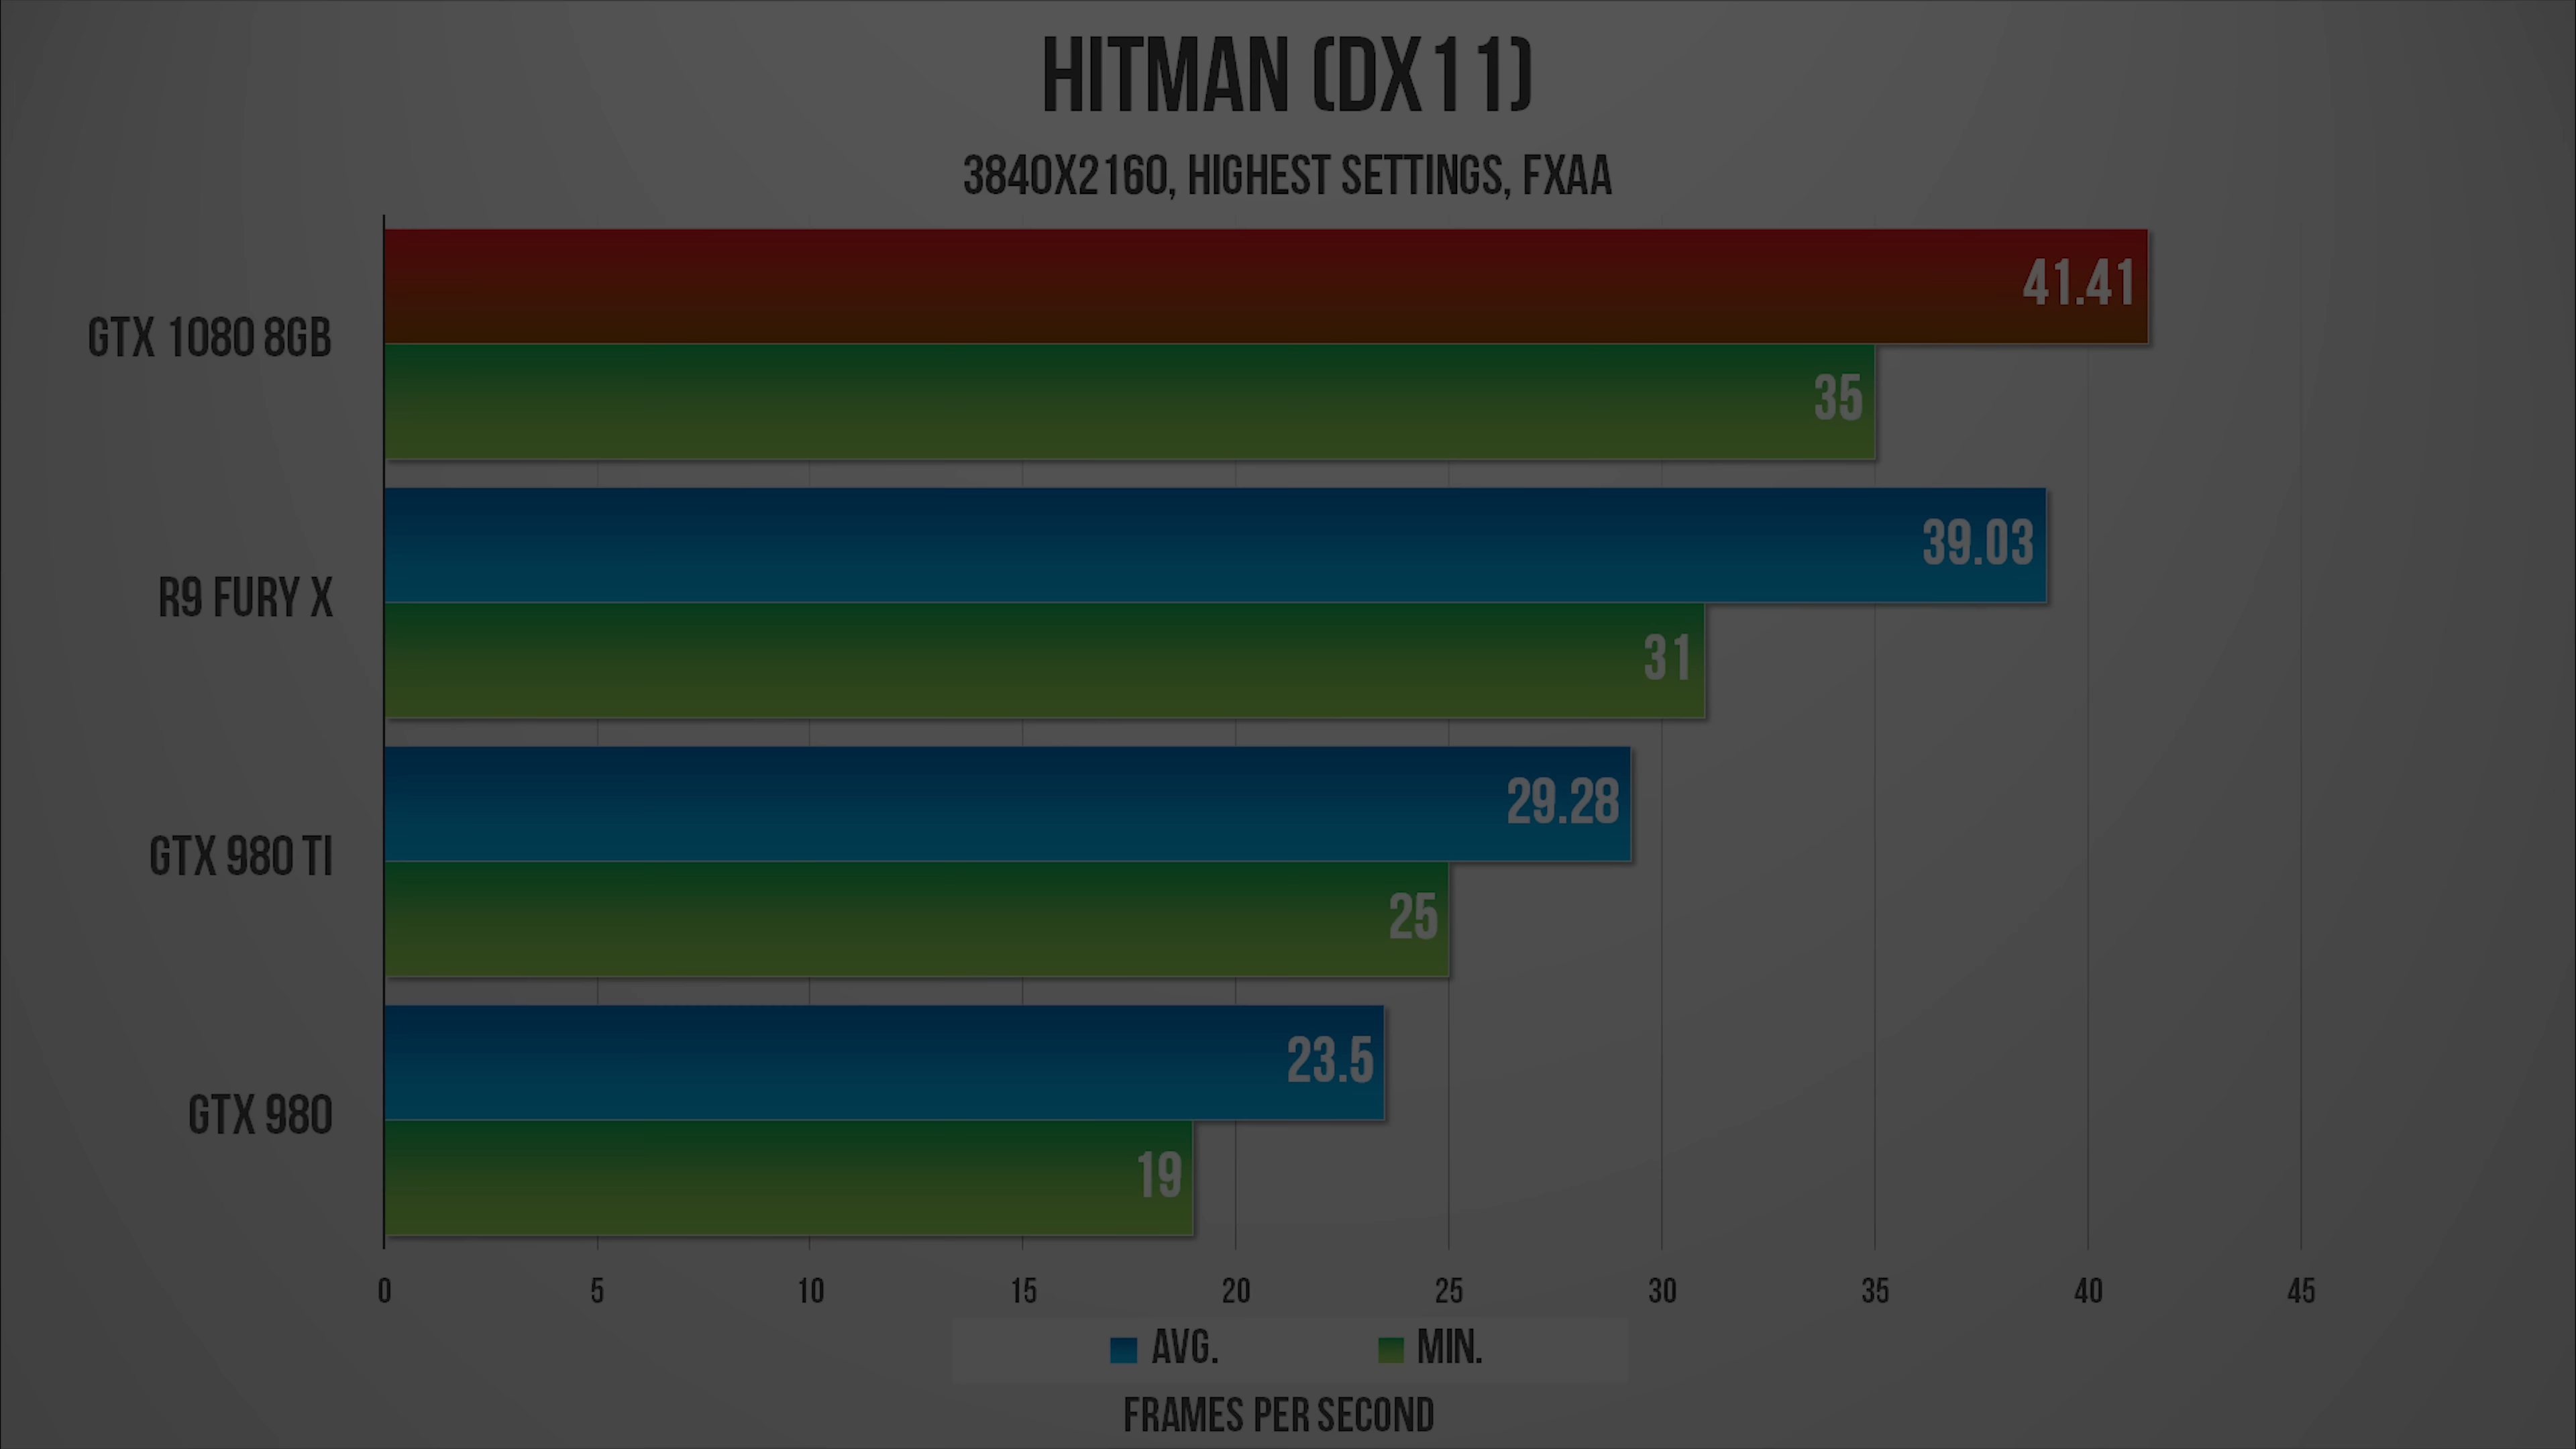 HITMAN (DX11)
3840X2160, HIGHEST SETTINGS, FXAA
GTX 1080 8GB
41.41
35
R9 FURY X
39.03
31
GTX 980 TI
29.28
25
GTX 980
23.5
19
0 5 10 15 20 25 30 35 40 45
AVG. MIN.
FRAMES PER SECOND